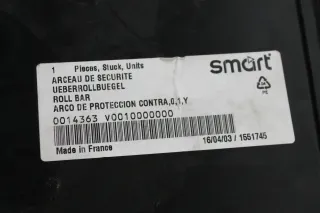 1 Pieces, Stuck, Units
ARCEAU DE SECURITE
UEBERROLLBUEGEL
ROLL BAR
ARCO DE PROTECCION CONTRA,0,1,Y
smart
0014363 V0010000000
16/04/03 / 1551745
Made in France